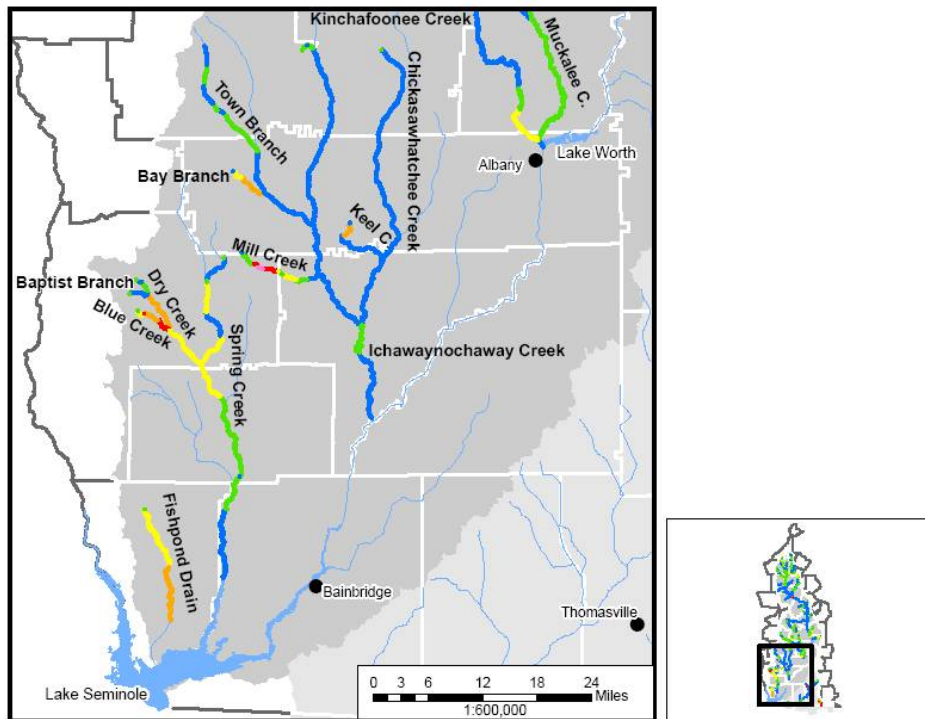 Kinchafoonee Creek
Muckalee C.
Chickasawhatchee Creek
Town Branch
Lake Worth
Albany
Bay Branch
Keel C.
Mill Creek
Baptist Branch
Dry Creek
Blue Creek
Spring Creek
Ichawaynochaway Creek
Fishpond Drain
Bainbridge
Thomasville
Lake Seminole
0 3 6 12 18 24
Miles
1:600,000